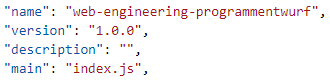 "name": "web-engineering-programmentwurf",
"version": "1.0.0",
"description": "",
"main": "index.js",